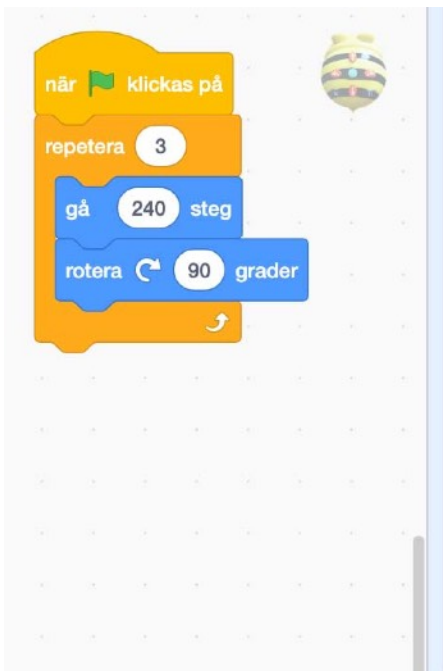 när klickas på
repetera 3
gå 240 steg
rotera 90 grader